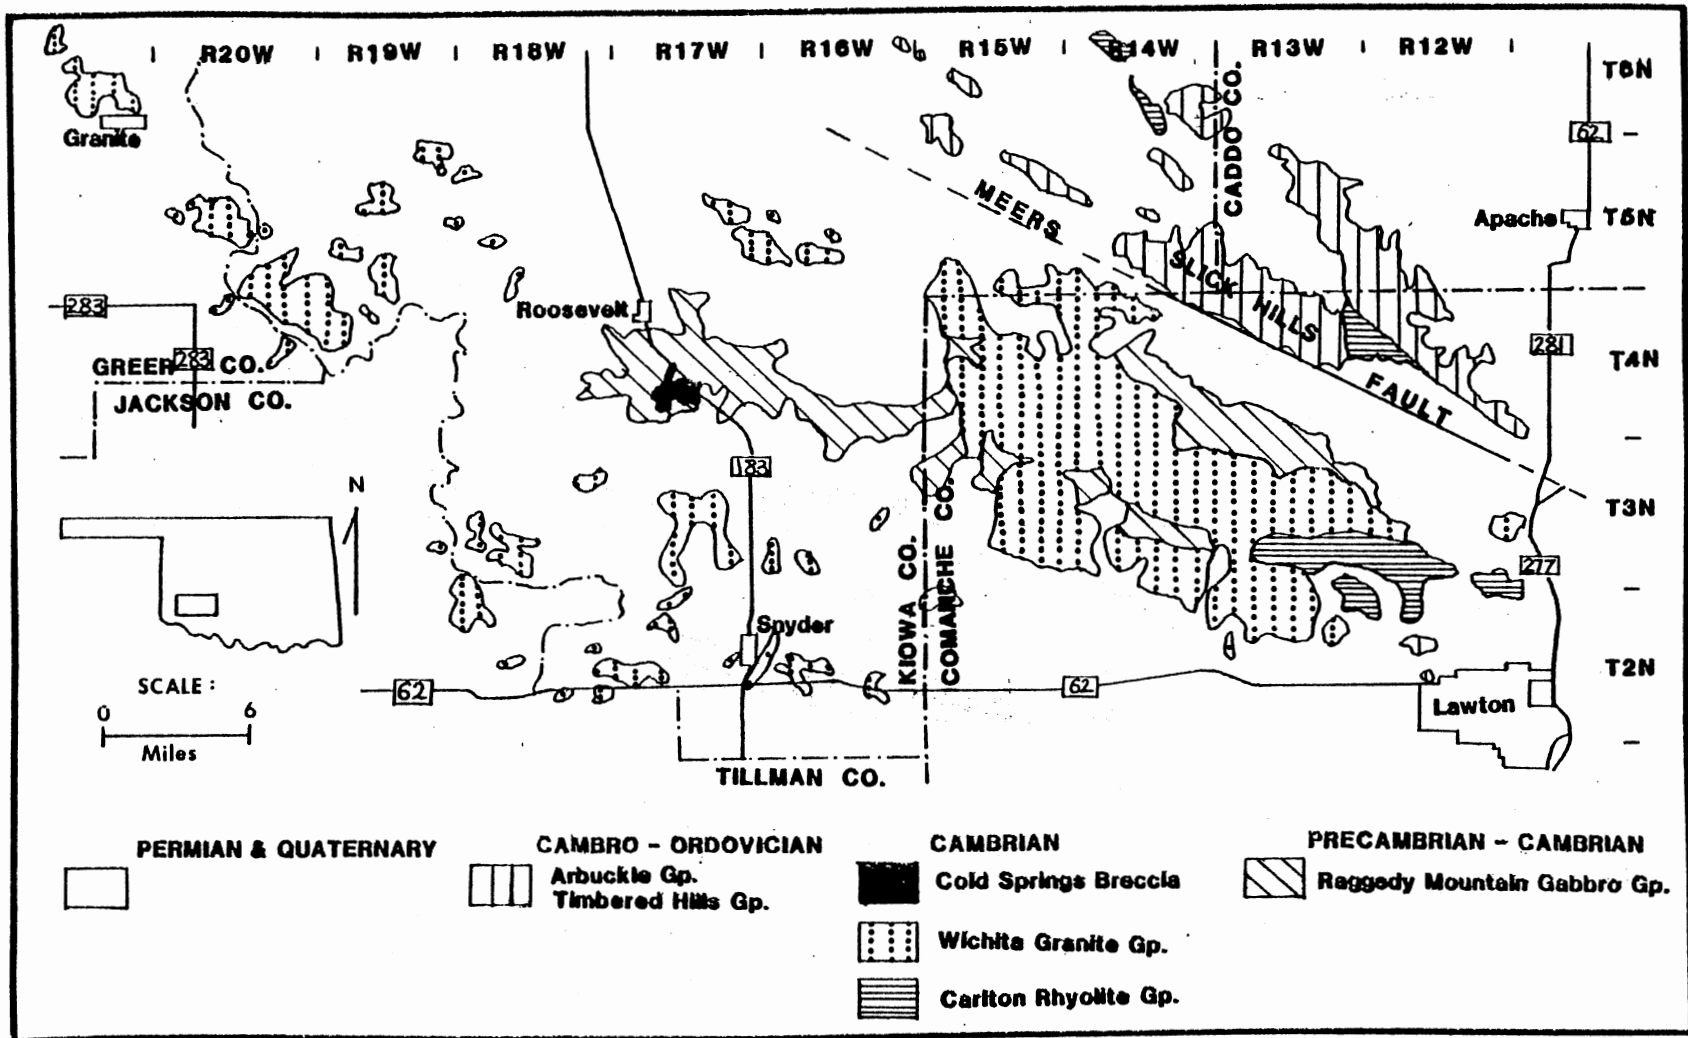 R20W R19W R18W R17W R16W R15W R14W R13W R12W
T6N
62
Granite
CADDO CO.
MEERS
Apache
T5N
SLICK HILLS
283
Roosevelt
281
283
GREER CO.
T4N
JACKSON CO.
FAULT
183
N
T3N
KIOWA CO.
COMANCHE CO.
277
Snyder
T2N
SCALE:
62
62
Lawton
0 6
Miles
TILLMAN CO.
PERMIAN & QUATERNARY
CAMBRO - ORDOVICIAN
Arbuckle Gp.
Timbered Hills Gp.
CAMBRIAN
Cold Springs Breccia
Wichita Granite Gp.
Carlton Rhyolite Gp.
PRECAMBRIAN - CAMBRIAN
Raggedy Mountain Gabbro Gp.